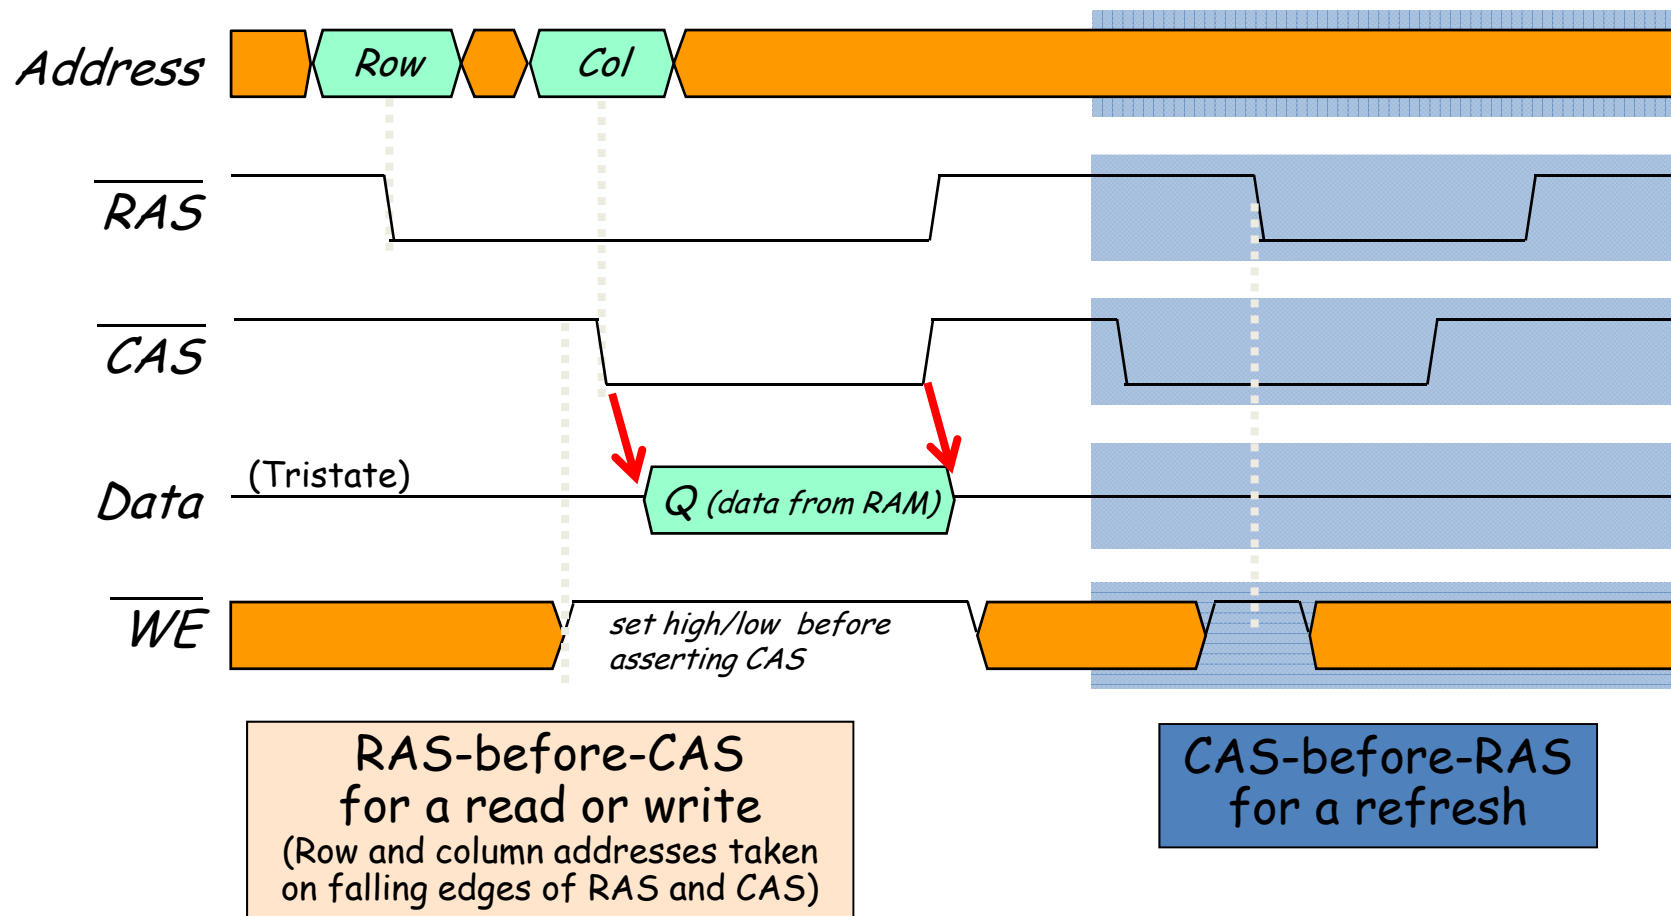 Address
Row
Col
RAS
CAS
Data
(Tristate)
Q (data from RAM)
WE
set high/low before
asserting CAS
RAS-before-CAS
for a read or write
(Row and column addresses taken
on falling edges of RAS and CAS)
CAS-before-RAS
for a refresh